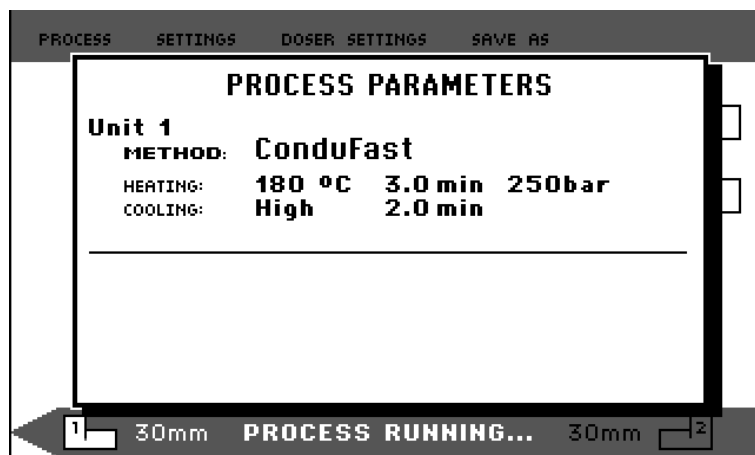 PROCESS SETTINGS DOSER SETTINGS SAVE AS
PROCESS PARAMETERS
Unit 1
METHOD: ConduFast
HEATING: 180 ºC 3.0 min 250bar
COOLING: High 2.0 min
1 30mm PROCESS RUNNING... 30mm 2